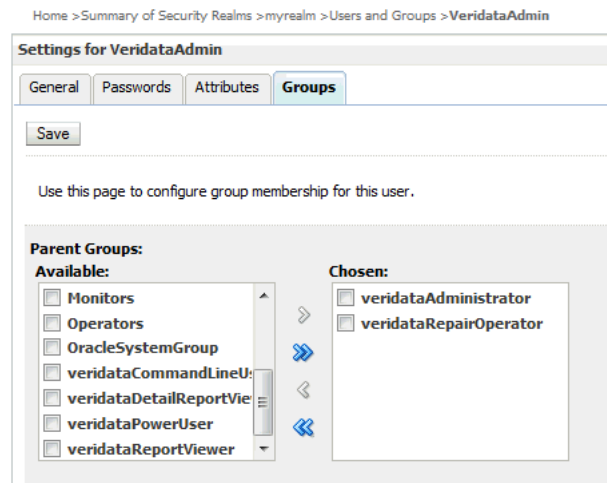 Home >Summary of Security Realms >myrealm >Users and Groups >VeridataAdmin
Settings for VeridataAdmin
General Passwords Attributes Groups
Save
Use this page to configure group membership for this user.
Parent Groups:
Available:
Monitors
Operators
OracleSystemGroup
veridataCommandLineU
veridataDetailReportVie
veridataPowerUser
veridataReportViewer
Chosen:
veridataAdministrator
veridataRepairOperator